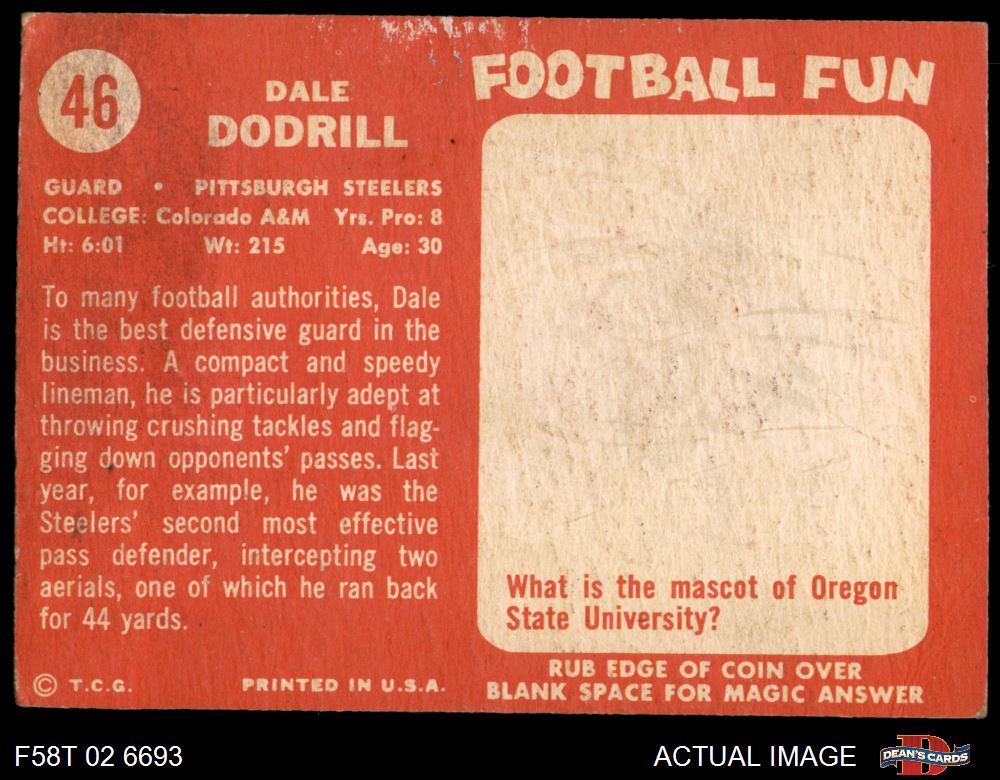 46
DALE
DODRILL
GUARD • PITTSBURGH STEELERS
COLLEGE: Colorado A&M Yrs. Pro: 8
Ht: 6:01 Wt: 215 Age: 30
To many football authorities, Dale
is the best defensive guard in the
business. A compact and speedy
lineman, he is particularly adept at
throwing crushing tackles and flag-
ging down opponents' passes. Last
year, for example, he was the
Steelers' second most effective
pass defender, intercepting two
aerials, one of which he ran back
for 44 yards.
© T.C.G. PRINTED IN U.S.A.
FOOTBALL FUN
What is the mascot of Oregon
State University?
RUB EDGE OF COIN OVER
BLANK SPACE FOR MAGIC ANSWER
F58T 02 6693
ACTUAL IMAGE
DEAN'S CARDS